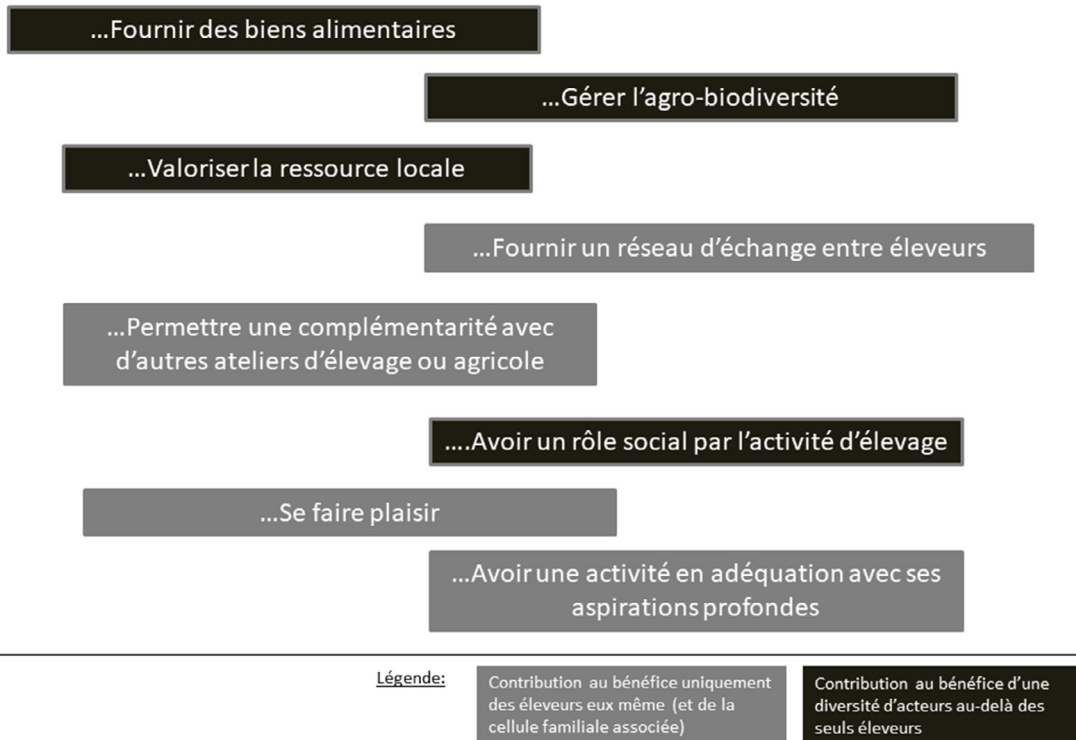 ...Fournir des biens alimentaires
...Gérer l'agro-biodiversité
...Valoriser la ressource locale
...Fournir un réseau d'échange entre éleveurs
...Permettre une complémentarité avec
d'autres ateliers d'élevage ou agricole
....Avoir un rôle social par l'activité d'élevage
...Se faire plaisir
...Avoir une activité en adéquation avec ses
aspirations profondes
Légende:
Contribution au bénéfice uniquement
des éleveurs eux même (et de la
cellule familiale associée)
Contribution au bénéfice d'une
diversité d'acteurs au-delà des
seuls éleveurs